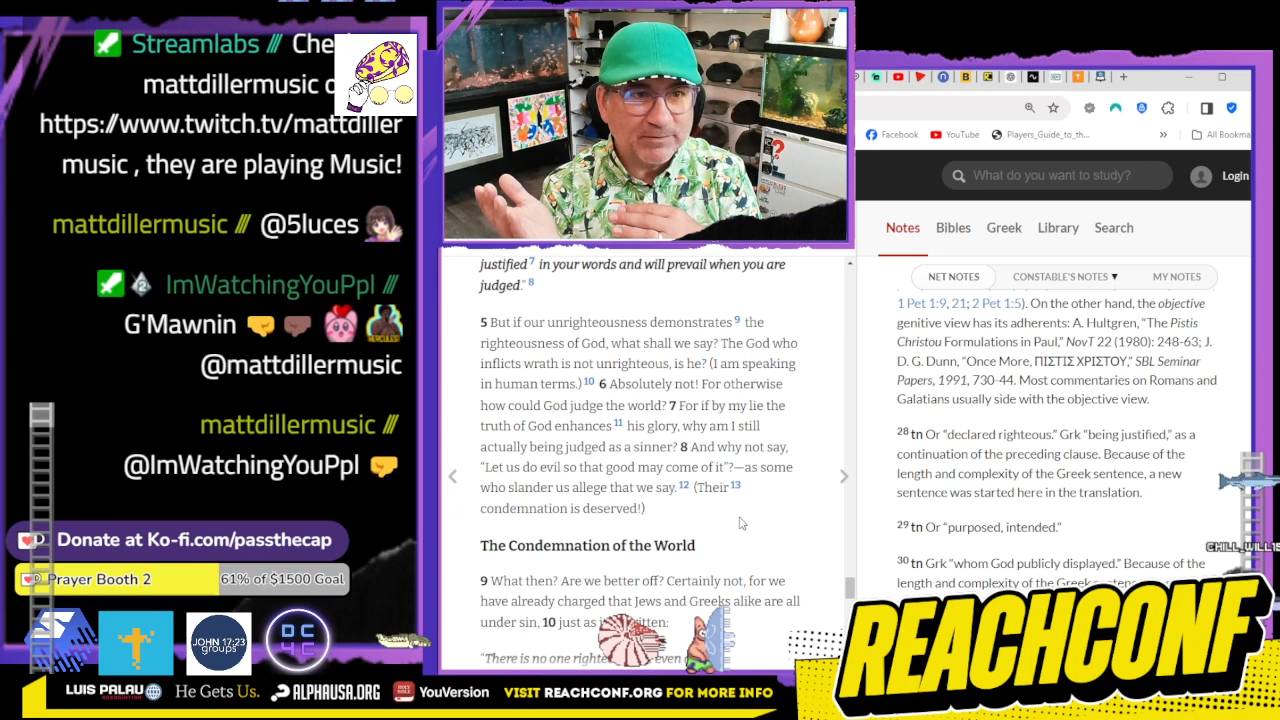 Streamlabs /// Che
mattdillermusic o
https://www.twitch.tv/mattdiller
music , they are playing Music!
mattdillermusic /// @5luces
ImWatchingYouPpl ///
G'Mawnin
@mattdillermusic
mattdillermusic ///
@ImWatchingYouPpl
Donate at Ko-fi.com/passthecap
Prayer Booth 2
61% of $1500 Goal
JOHN 17:23
groups
justified 7 in your words and will prevail when you are
judged.” 8
5 But if our unrighteousness demonstrates 9 the
righteousness of God, what shall we say? The God who
inflicts wrath is not unrighteous, is he? (I am speaking
in human terms.) 10 6 Absolutely not! For otherwise
how could God judge the world? 7 For if by my lie the
truth of God enhances 11 his glory, why am I still
actually being judged as a sinner? 8 And why not say,
“Let us do evil so that good may come of it”?—as some
who slander us allege that we say. 12 (Their 13
condemnation is deserved!)
The Condemnation of the World
9 What then? Are we better off? Certainly not, for we
have already charged that Jews and Greeks alike are all
under sin, 10 just as
“There is no one even
Facebook
YouTube
Players_Guide_to_th...
»
All Bookma
What do you want to study?
Login
Notes Bibles Greek Library Search
NET NOTES CONSTABLE'S NOTES ▼ MY NOTES
1 Pet 1:9, 21; 2 Pet 1:5). On the other hand, the objective
genitive view has its adherents: A. Hultgren, “The Pistis
Christou Formulations in Paul,” NovT 22 (1980): 248-63; J.
D. G. Dunn, “Once More, ΠΙΣΤΙΣ ΧΡΙΣΤΟΥ,” SBL Seminar
Papers, 1991, 730-44. Most commentaries on Romans and
Galatians usually side with the objective view.
28 tn Or “declared righteous.” Grk “being justified,” as a
continuation of the preceding clause. Because of the
length and complexity of the Greek sentence, a new
sentence was started here in the translation.
29 tn Or “purposed, intended.”
30 tn Grk “whom God publicly displayed.” Because of the
length and complexity of the Greek sentence, even
CHILL_WILL15
REACHCONF
LUIS PALAU
He Gets Us.
ALPHAUSA.ORG
HOLY BIBLE
YouVersion
VISIT REACHCONF.ORG FOR MORE INFO